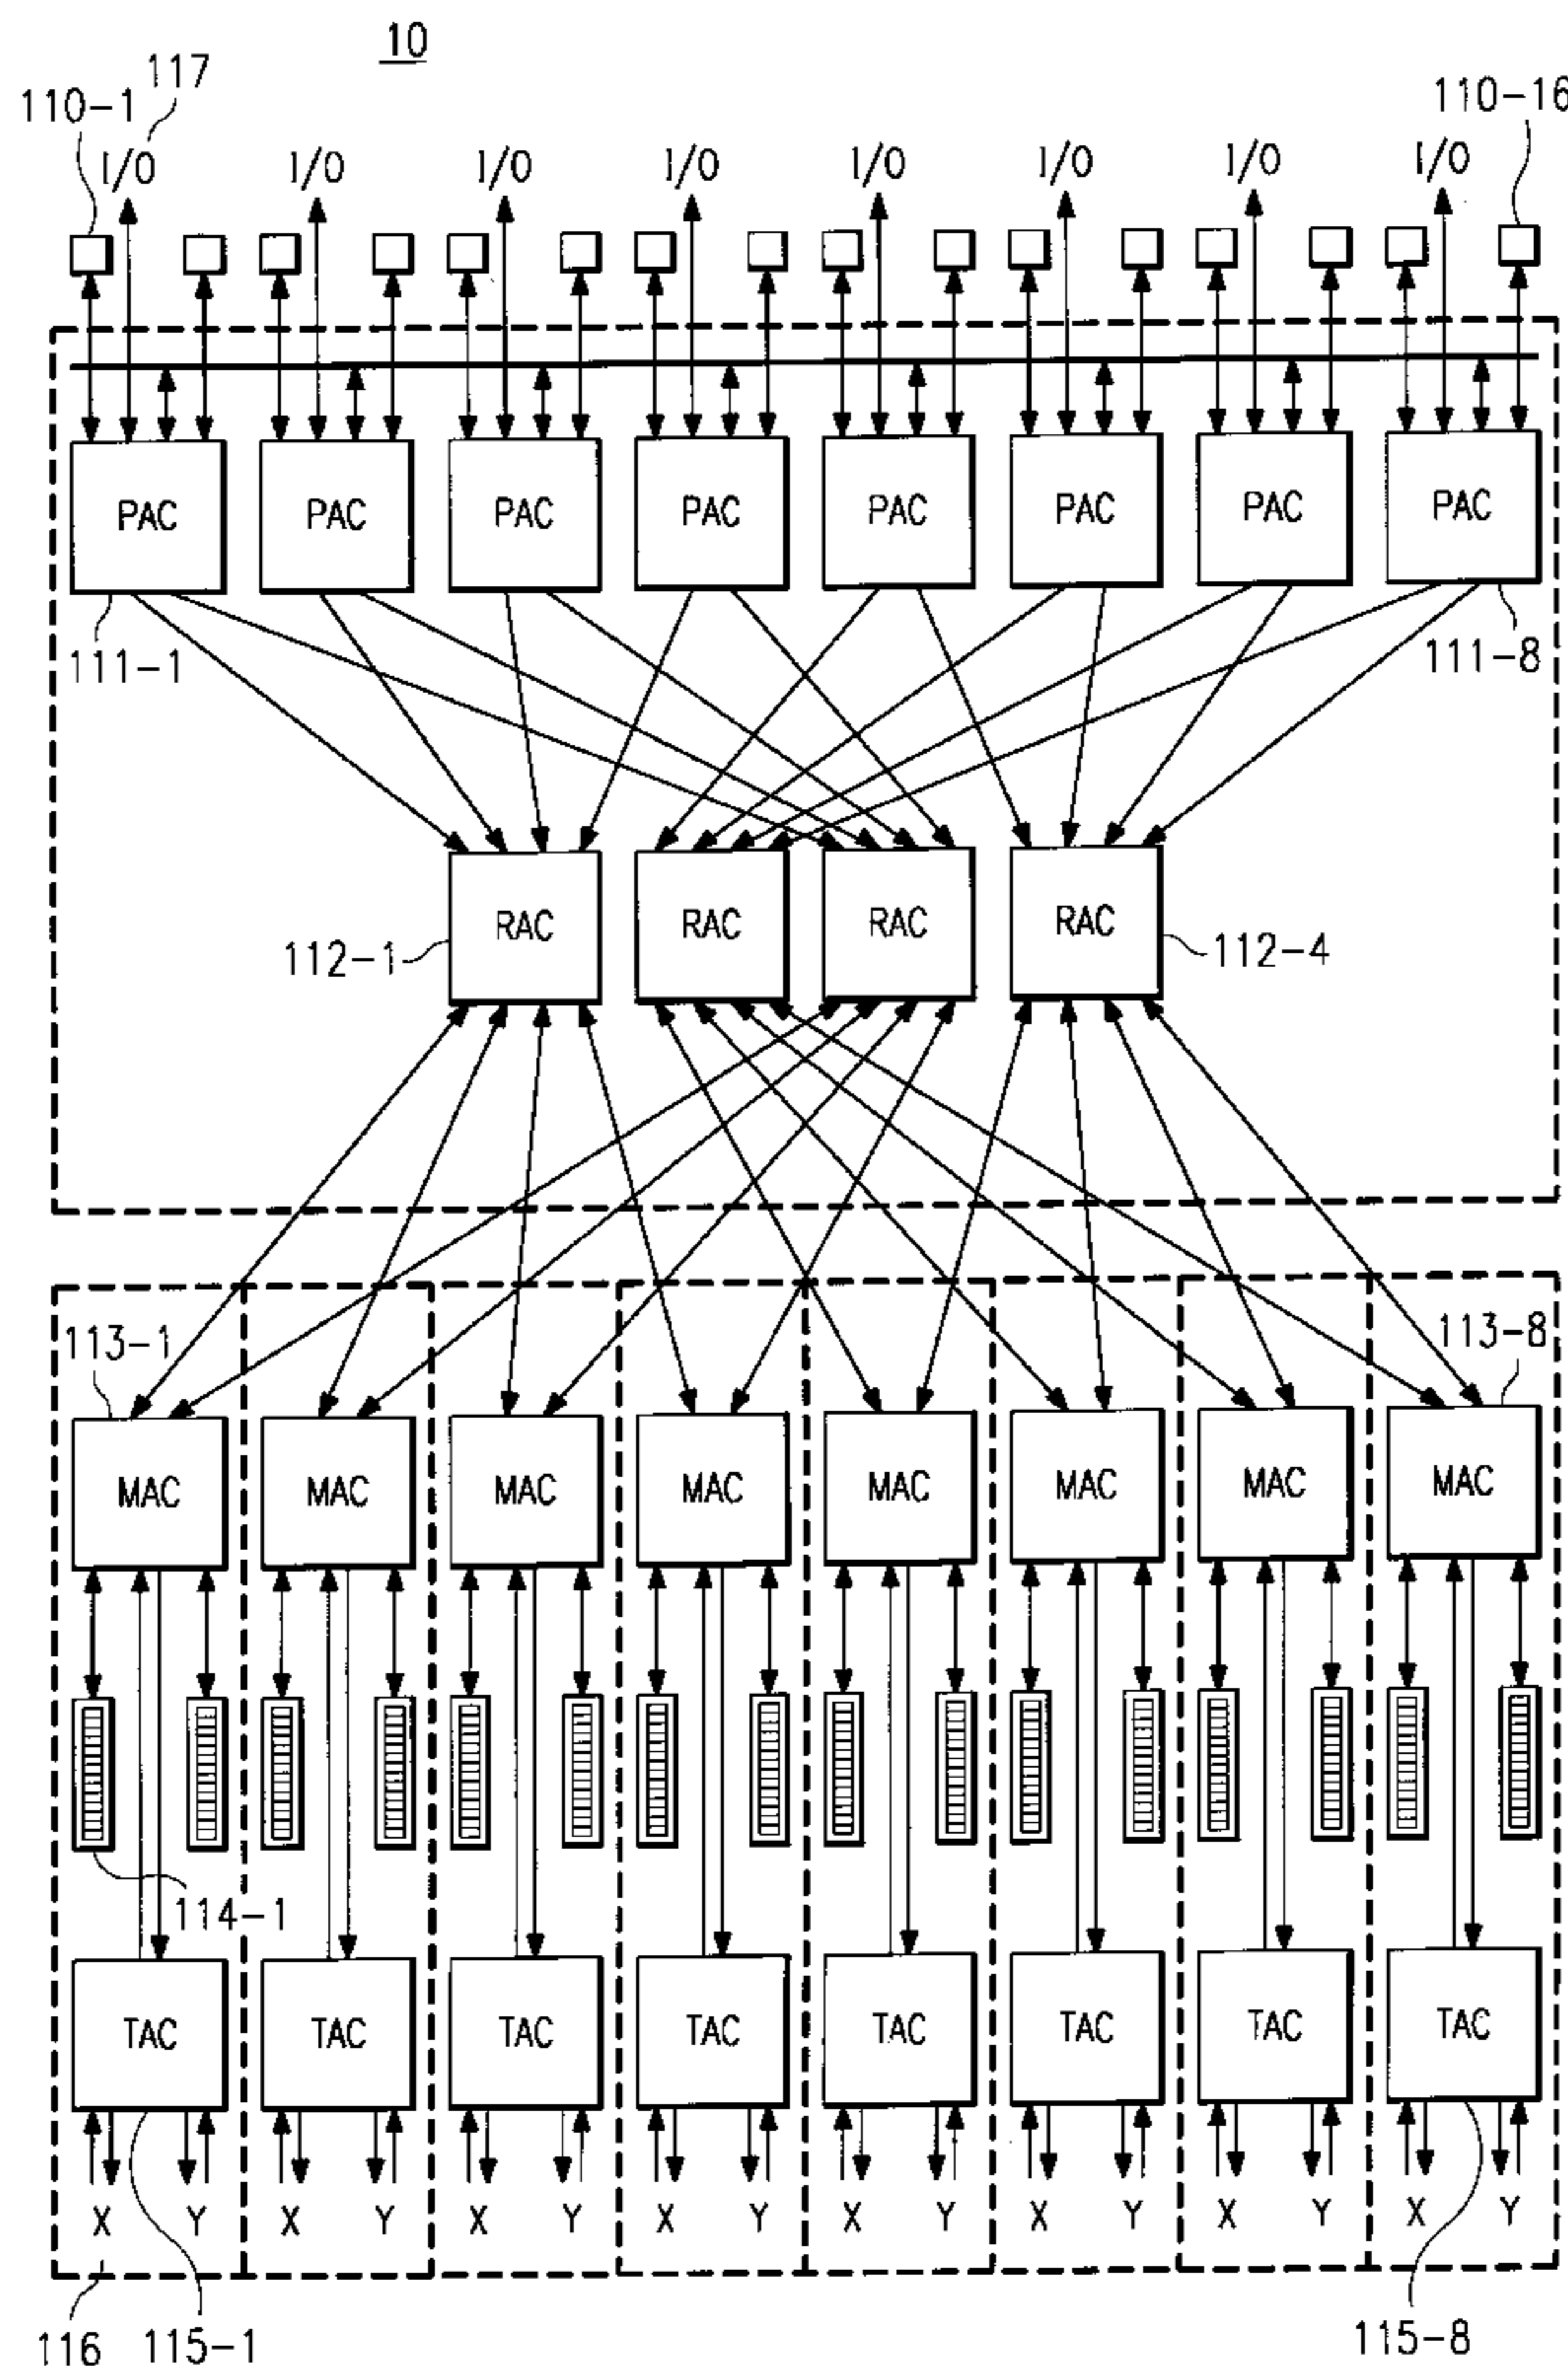 10
117
110-1
110-16
I/O I/O I/O I/O I/O I/O I/O I/O
PAC PAC PAC PAC PAC PAC PAC PAC
111-1
111-8
RAC RAC RAC RAC
112-1
112-4
113-1
113-8
MAC MAC MAC MAC MAC MAC MAC MAC
114-1
TAC TAC TAC TAC TAC TAC TAC TAC
X Y X Y X Y X Y X Y X Y X Y X Y
116
115-1
115-8